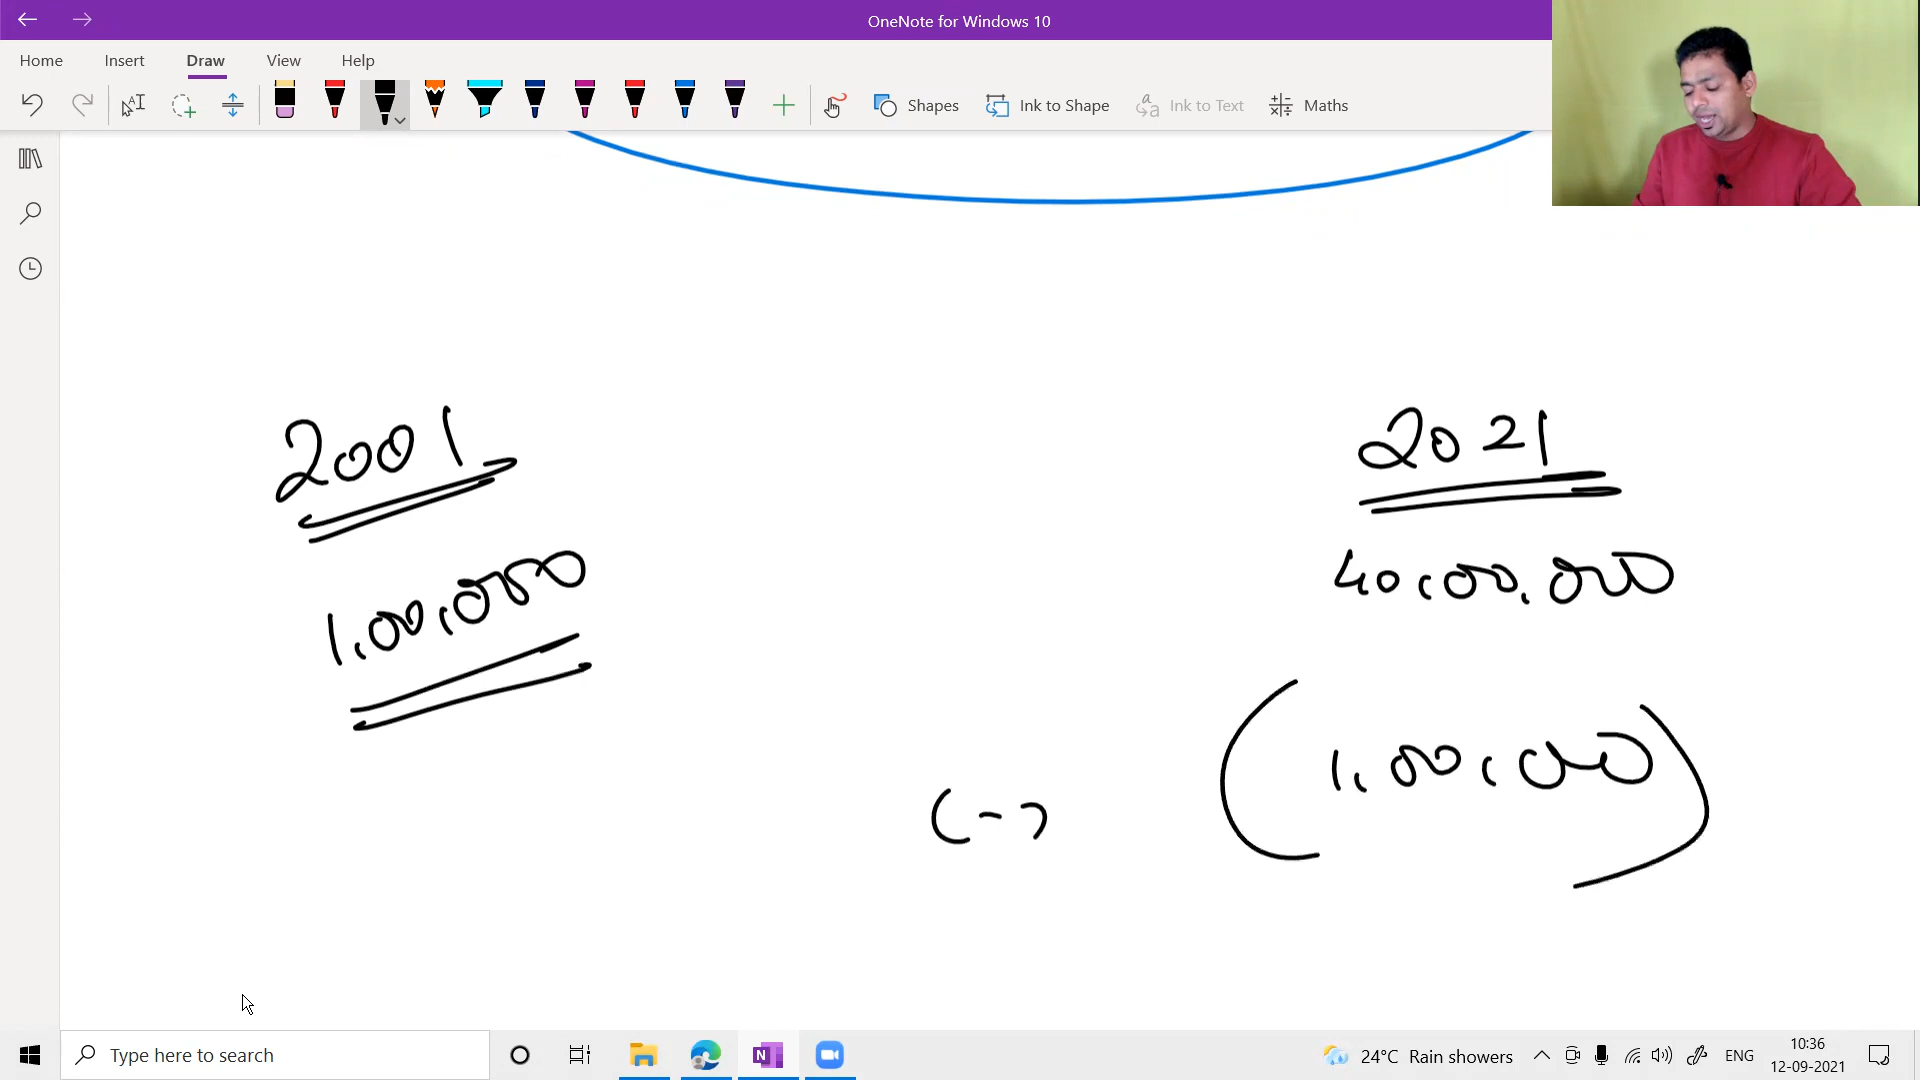 OneNote for Windows 10
Home Insert Draw View Help
Shapes Ink to Shape Ink to Text Maths
2001
2021
1,00,000
40,00,000
1,00,000
(-)
Type here to search
N
24°C Rain showers
ENG
10:36
12-09-2021